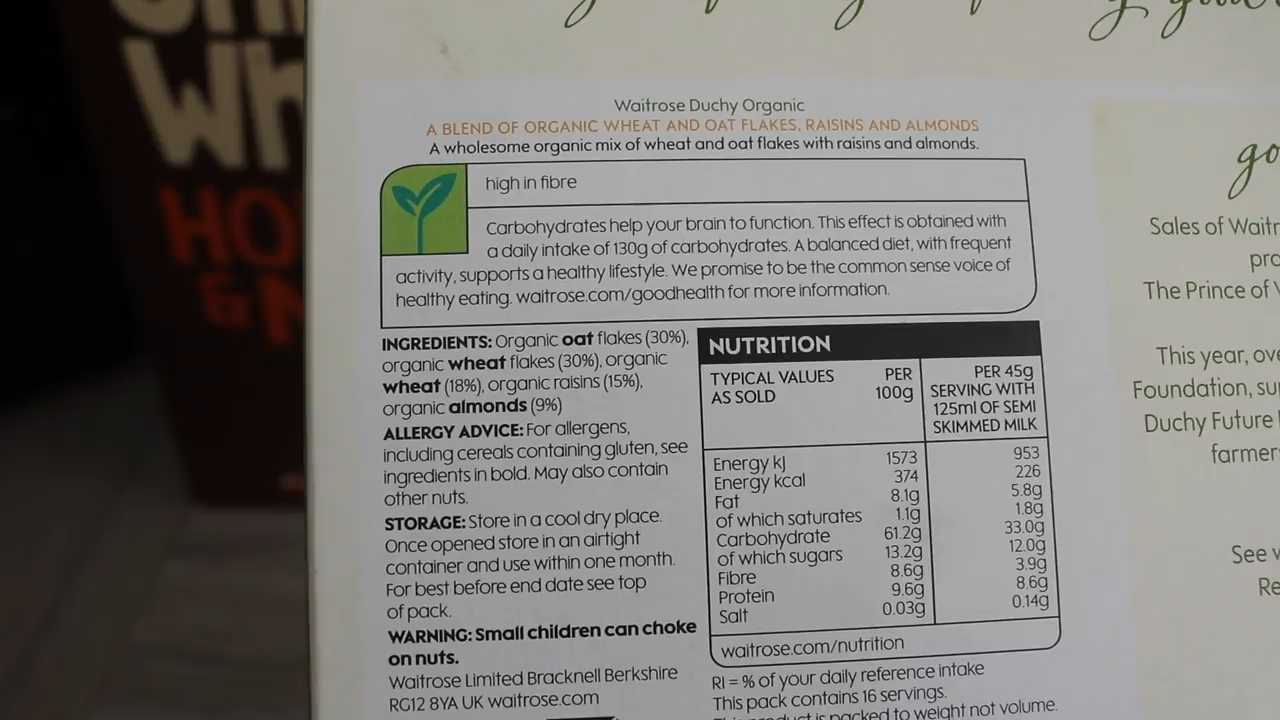 Wh
HO
&
Waitrose Duchy Organic
A BLEND OF ORGANIC WHEAT AND OAT FLAKES, RAISINS AND ALMONDS
A wholesome organic mix of wheat and oat flakes with raisins and almonds.
high in fibre
Carbohydrates help your brain to function. This effect is obtained with
a daily intake of 130g of carbohydrates. A balanced diet, with frequent
activity, supports a healthy lifestyle. We promise to be the common sense voice of
healthy eating. waitrose.com/goodhealth for more information.
INGREDIENTS: Organic oat flakes (30%),
organic wheat flakes (30%), organic
wheat (18%), organic raisins (15%),
organic almonds (9%)
ALLERGY ADVICE: For allergens,
including cereals containing gluten, see
ingredients in bold. May also contain
other nuts.
STORAGE: Store in a cool dry place.
Once opened store in an airtight
container and use within one month.
For best before end date see top
of pack.
WARNING: Small children can choke
on nuts.
Waitrose Limited Bracknell Berkshire
RG12 8YA UK waitrose.com
NUTRITION
TYPICAL VALUES AS SOLD PER 100g PER 45g SERVING WITH 125ml OF SEMI SKIMMED MILK
Energy kJ 1573 953
Energy kcal 374 226
Fat 8.1g 5.8g
of which saturates 1.1g 1.8g
Carbohydrate 61.2g 33.0g
of which sugars 13.2g 12.0g
Fibre 8.6g 3.9g
Protein 9.6g 8.6g
Salt 0.03g 0.14g
waitrose.com/nutrition
RI = % of your daily reference intake
This pack contains 16 servings.
product is packed to weight not volume.
go
Sales of Waitr
pro
The Prince of
This year, ove
Foundation, su
Duchy Future
farmer
See
Re